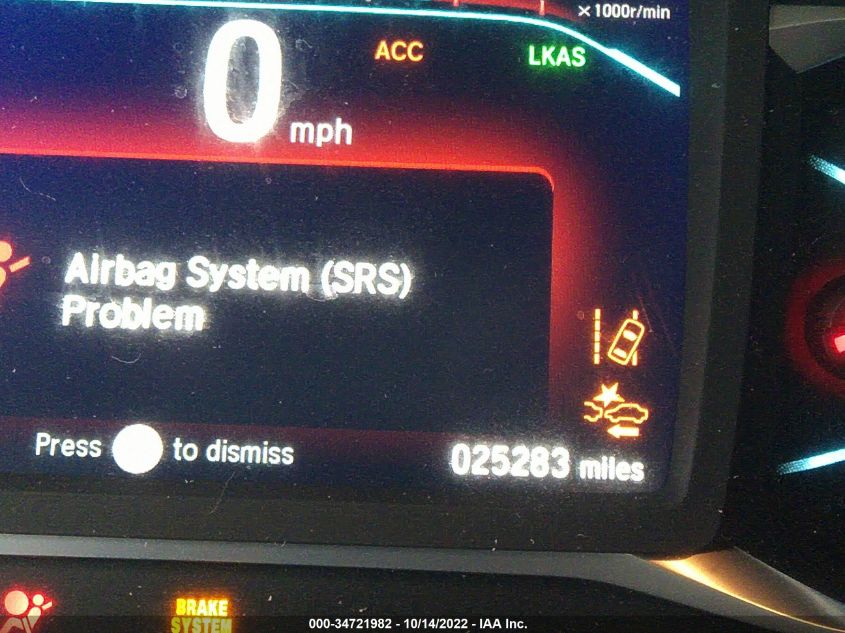 × 1000r/min
0 mph
ACC
LKAS
Airbag System (SRS)
Problem
Press to dismiss
025283 miles
BRAKE
SYSTEM
000-34721982 - 10/14/2022 - IAA Inc.